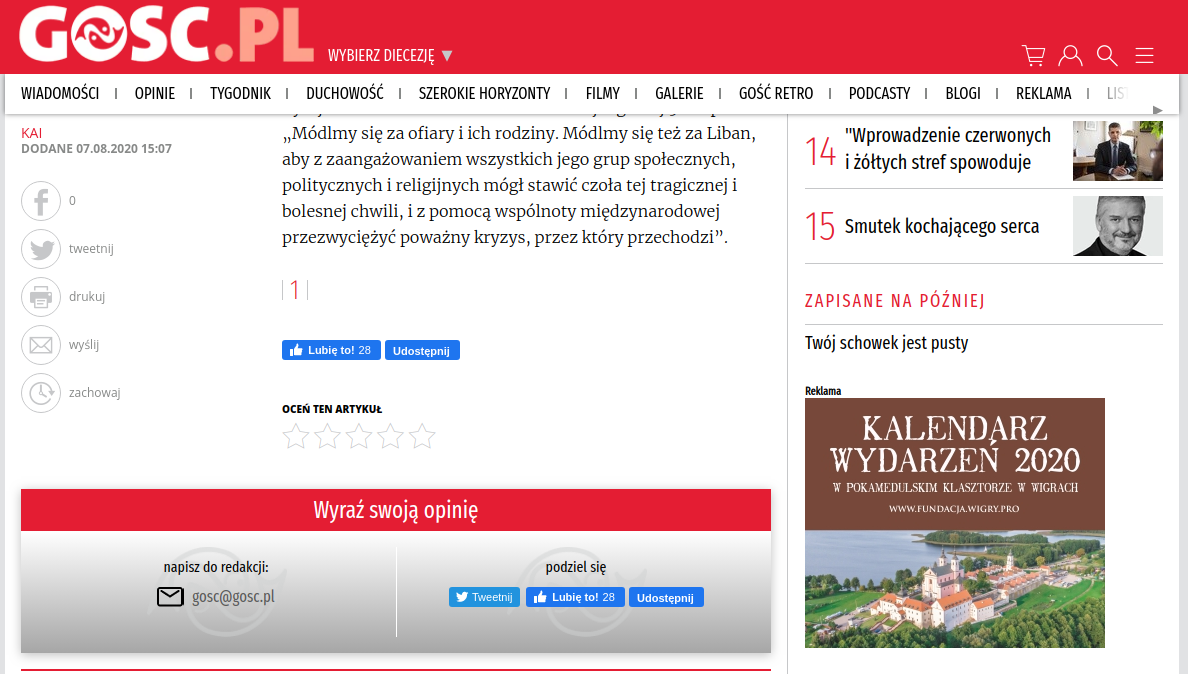 GOSC.PL
WYBIERZ DIECEZJĘ ▼
WIADOMOŚCI | OPINIE | TYGODNIK | DUCHOWOŚĆ | SZEROKIE HORYZONTY | FILMY | GALERIE | GOŚĆ RETRO | PODCASTY | BLOGI | REKLAMA |
KAI
DODANE 07.08.2020 15:07
0
tweetnij
drukuj
wyślij
zachowaj
„Módlmy się za ofiary i ich rodziny. Módlmy się też za Liban,
aby z zaangażowaniem wszystkich jego grup społecznych,
politycznych i religijnych mógł stawić czoła tej tragicznej i
bolesnej chwili, i z pomocą wspólnoty międzynarodowej
przezwyciężyć poważny kryzys, przez który przechodzi”.
| 1 |
Lubię to! 28 Udostępnij
OCEŃ TEN ARTYKUŁ
Wyraź swoją opinię
napisz do redakcji:
gosc@gosc.pl
podziel się
Tweetnij Lubię to! 28 Udostępnij
14 "Wprowadzenie czerwonych
i żółtych stref spowoduje
15 Smutek kochającego serca
ZAPISANE NA PÓŹNIEJ
Twój schowek jest pusty
Reklama
KALENDARZ
WYDARZEŃ 2020
W POKAMEDULSKIM KLASZTORZE W WIGRACH
WWW.FUNDACJA.WIGRY.PRO